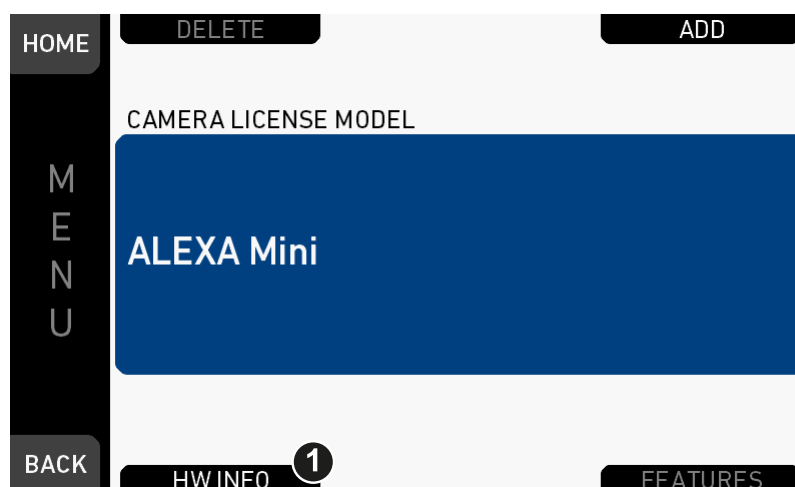 HOME
DELETE
ADD
CAMERA LICENSE MODEL
M
E
N
U
ALEXA Mini
BACK
HW INFO
1
FEATURES